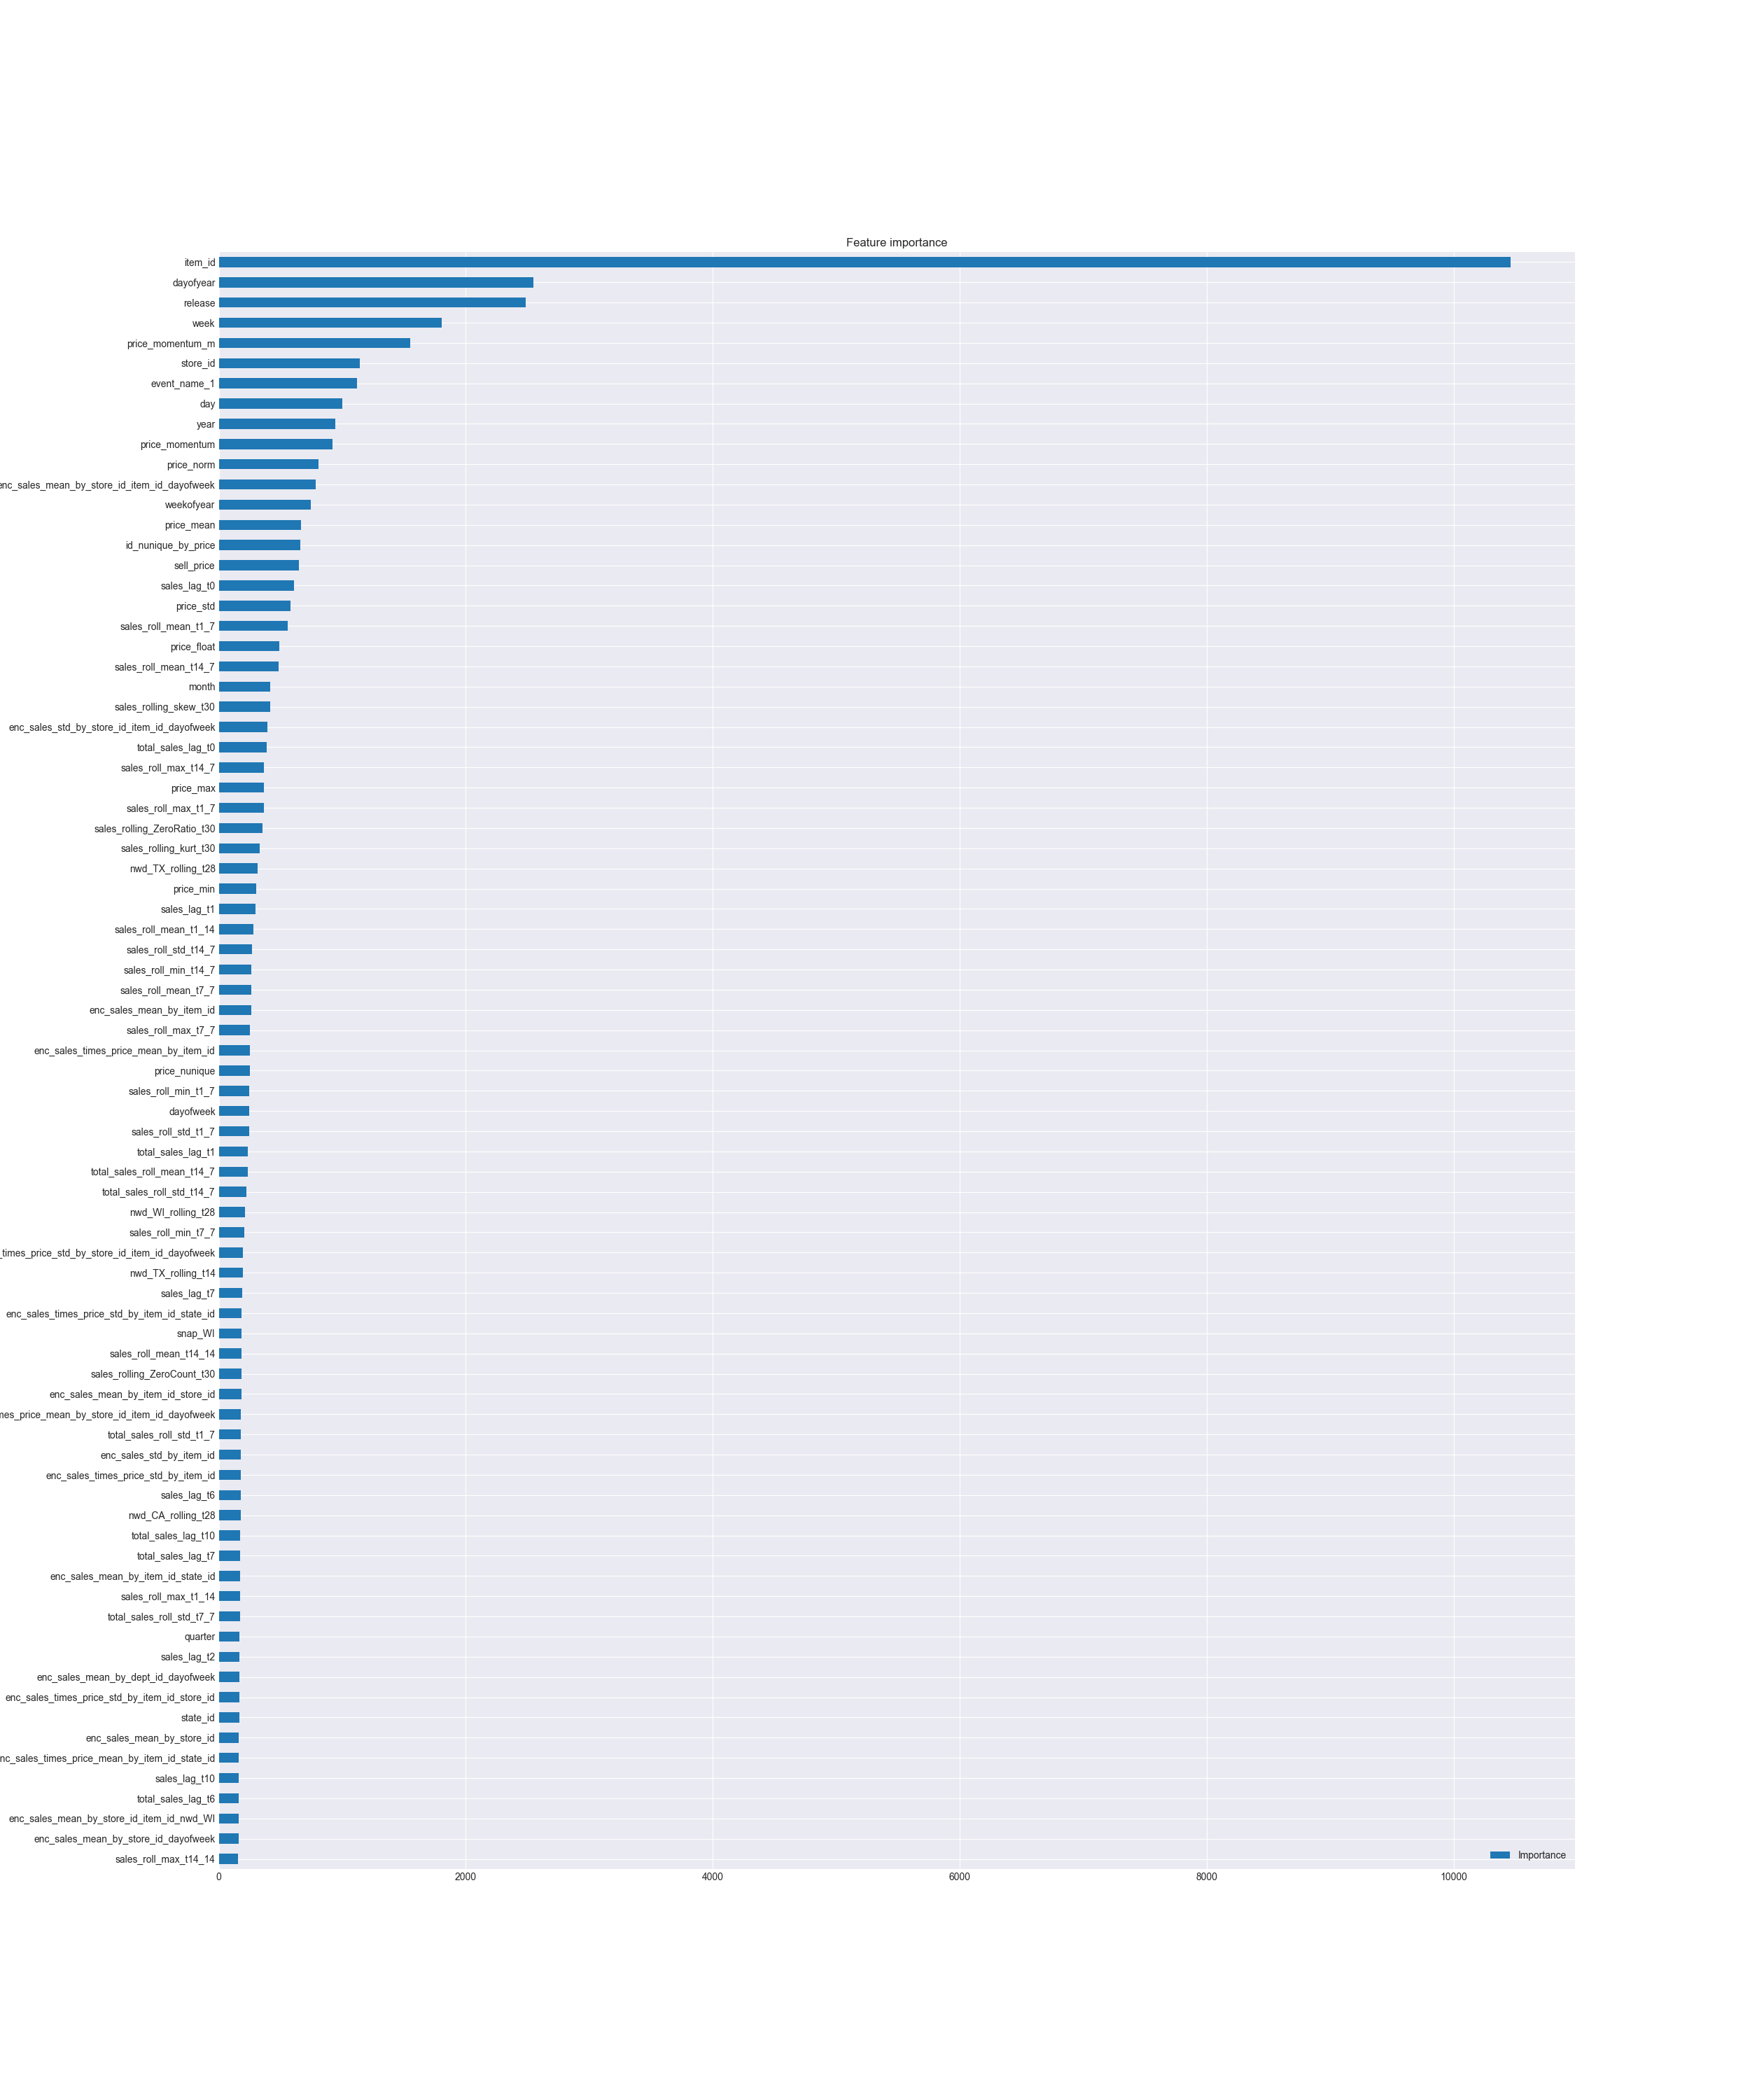 Feature importance
item_id
dayofyear
release
week
price_momentum_m
store_id
event_name_1
day
year
price_momentum
price_norm
enc_sales_mean_by_store_id_item_id_dayofweek
weekofyear
price_mean
id_nunique_by_price
sell_price
sales_lag_t0
price_std
sales_roll_mean_t1_7
price_float
sales_roll_mean_t14_7
month
sales_rolling_skew_t30
enc_sales_std_by_store_id_item_id_dayofweek
total_sales_lag_t0
sales_roll_max_t14_7
price_max
sales_roll_max_t1_7
sales_rolling_ZeroRatio_t30
sales_rolling_kurt_t30
nwd_TX_rolling_t28
price_min
sales_lag_t1
sales_roll_mean_t1_14
sales_roll_std_t14_7
sales_roll_min_t14_7
sales_roll_mean_t7_7
enc_sales_mean_by_item_id
sales_roll_max_t7_7
enc_sales_times_price_mean_by_item_id
price_nunique
sales_roll_min_t1_7
dayofweek
sales_roll_std_t1_7
total_sales_lag_t1
total_sales_roll_mean_t14_7
total_sales_roll_std_t14_7
nwd_WI_rolling_t28
sales_roll_min_t7_7
_times_price_std_by_store_id_item_id_dayofweek
nwd_TX_rolling_t14
sales_lag_t7
enc_sales_times_price_std_by_item_id_state_id
snap_WI
sales_roll_mean_t14_14
sales_rolling_ZeroCount_t30
enc_sales_mean_by_item_id_store_id
mes_price_mean_by_store_id_item_id_dayofweek
total_sales_roll_std_t1_7
enc_sales_std_by_item_id
enc_sales_times_price_std_by_item_id
sales_lag_t6
nwd_CA_rolling_t28
total_sales_lag_t10
total_sales_lag_t7
enc_sales_mean_by_item_id_state_id
sales_roll_max_t1_14
total_sales_roll_std_t7_7
quarter
sales_lag_t2
enc_sales_mean_by_dept_id_dayofweek
enc_sales_times_price_std_by_item_id_store_id
state_id
enc_sales_mean_by_store_id
enc_sales_times_price_mean_by_item_id_state_id
sales_lag_t10
total_sales_lag_t6
enc_sales_mean_by_store_id_item_id_nwd_WI
enc_sales_mean_by_store_id_dayofweek
sales_roll_max_t14_14
Importance
0 2000 4000 6000 8000 10000